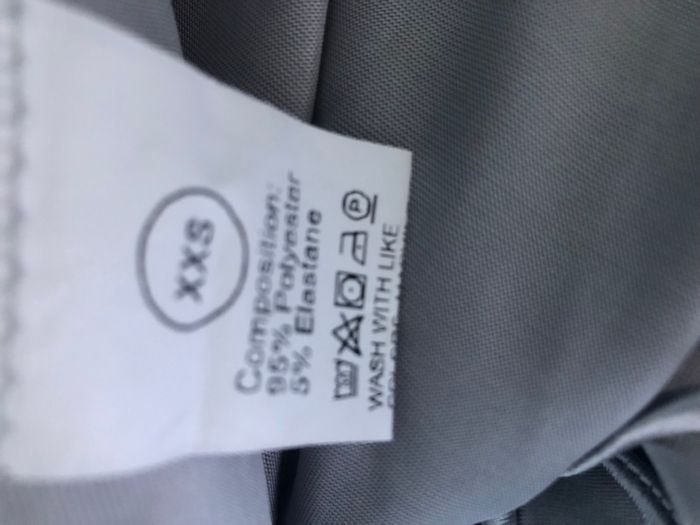 XXS
Composition:
95% Polyester
5% Elastane
P
WASH WITH LIKE